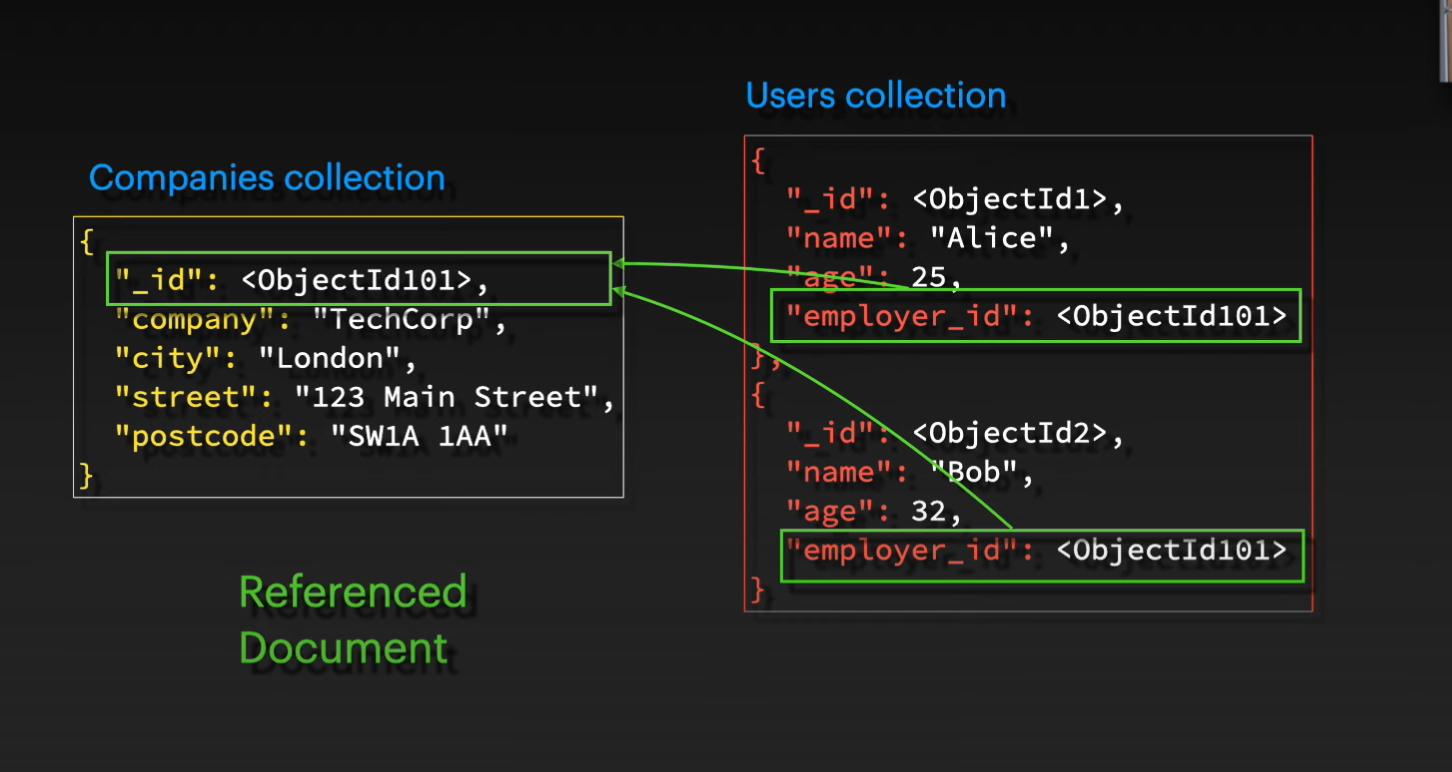 Companies collection
{
"_id": <ObjectId101>,
"company": "TechCorp",
"city": "London",
"street": "123 Main Street",
"postcode": "SW1A 1AA"
}
Referenced
Document
Users collection
{
"_id": <ObjectId1>,
"name": "Alice",
"age": 25,
"employer_id": <ObjectId101>
},
{
"_id": <ObjectId2>,
"name": "Bob",
"age": 32,
"employer_id": <ObjectId101>
}